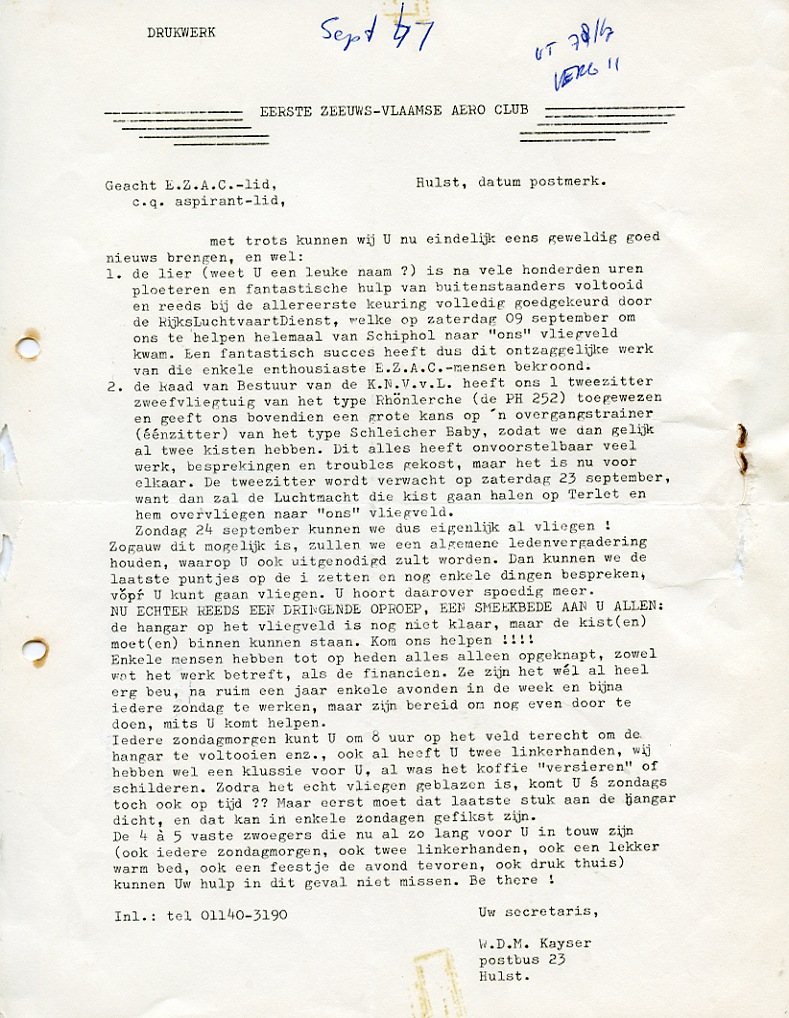 DRUKWERK
Sept 77
UT 78/7
VERG 11
EERSTE ZEEUWS-VLAAMSE AERO CLUB
Geacht E.Z.A.C.-lid,
c.q. aspirant-lid,
Hulst, datum postmerk.
met trots kunnen wij U nu eindelijk eens geweldig goed
nieuws brengen, en wel:
1. de lier (weet U een leuke naam ?) is na vele honderden uren
ploeteren en fantastische hulp van buitenstaanders voltooid
en reeds bij de allereerste keuring volledig goedgekeurd door
de RijksLuchtvaartDienst, welke op zaterdag 09 september om
ons te helpen helemaal van Schiphol naar "ons" vliegveld
kwam. Een fantastisch succes heeft dus dit ontzaggelijke werk
van die enkele enthousiaste E.Z.A.C.-mensen bekroond.
2. de Raad van Bestuur van de K.N.V.v.L. heeft ons 1 tweezitter
zweefvliegtuig van het type Rhönlerche (de PH 252) toegewezen
en geeft ons bovendien een grote kans op 'n overgangstrainer
(éénzitter) van het type Schleicher Baby, zodat we dan gelijk
al twee kisten hebben. Dit alles heeft onvoorstelbaar veel
werk, besprekingen en troubles gekost, maar het is nu voor
elkaar. De tweezitter wordt verwacht op zaterdag 23 september,
want dan zal de Luchtmacht die kist gaan halen op Terlet en
hem overvliegen naar "ons" vliegveld.
Zondag 24 september kunnen we dus eigenlijk al vliegen !
Zogauw dit mogelijk is, zullen we een algemene ledenvergadering
houden, waarop U ook uitgenodigd zult worden. Dan kunnen we de
laatste puntjes op de i zetten en nog enkele dingen bespreken,
vóór U kunt gaan vliegen. U hoort daarover spoedig meer.
NU ECHTER REEDS EEN DRINGENDE OPROEP, EEN SMEEKBEDE AAN U ALLEN:
de hangar op het vliegveld is nog niet klaar, maar de kist(en)
moet(en) binnen kunnen staan. Kom ons helpen !!!!
Enkele mensen hebben tot op heden alles alleen opgeknapt, zowel
wat het werk betreft, als de financien. Ze zijn het wél al heel
erg beu, na ruim een jaar enkele avonden in de week en bijna
iedere zondag te werken, maar zijn bereid om nog even door te
doen, mits U komt helpen.
Iedere zondagmorgen kunt U om 8 uur op het veld terecht om de
hangar te voltooien enz., ook al heeft U twee linkerhanden, wij
hebben wel een klussie voor U, al was het koffie "versieren" of
schilderen. Zodra het echt vliegen geblazen is, komt U 's zondags
toch ook op tijd ?? Maar eerst moet dat laatste stuk aan de hangar
dicht, en dat kan in enkele zondagen gefikst zijn.
De 4 à 5 vaste zwoegers die nu al zo lang voor U in touw zijn
(ook iedere zondagmorgen, ook twee linkerhanden, ook een lekker
warm bed, ook een feestje de avond tevoren, ook druk thuis)
kunnen Uw hulp in dit geval niet missen. Be there !
Inl.: tel 01140-3190
Uw secretaris,
W.D.M. Kayser
postbus 23
Hulst.